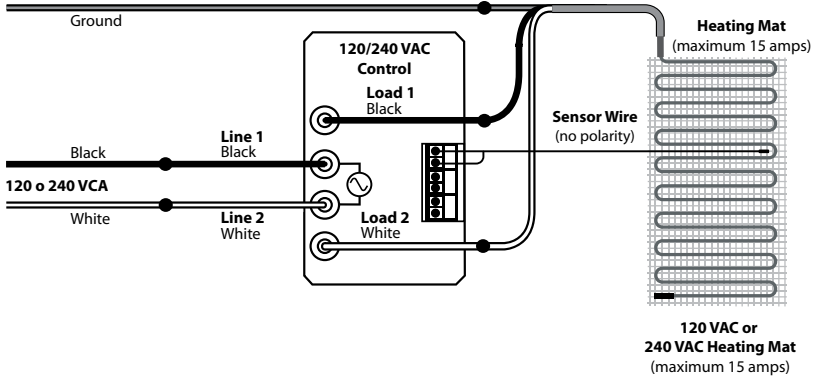 Ground
Heating Mat
(maximum 15 amps)
120/240 VAC
Control
Load 1
Black
Sensor Wire
(no polarity)
Line 1
Black
Black
120 o 240 VCA
White
Line 2
White
Load 2
White
120 VAC or
240 VAC Heating Mat
(maximum 15 amps)